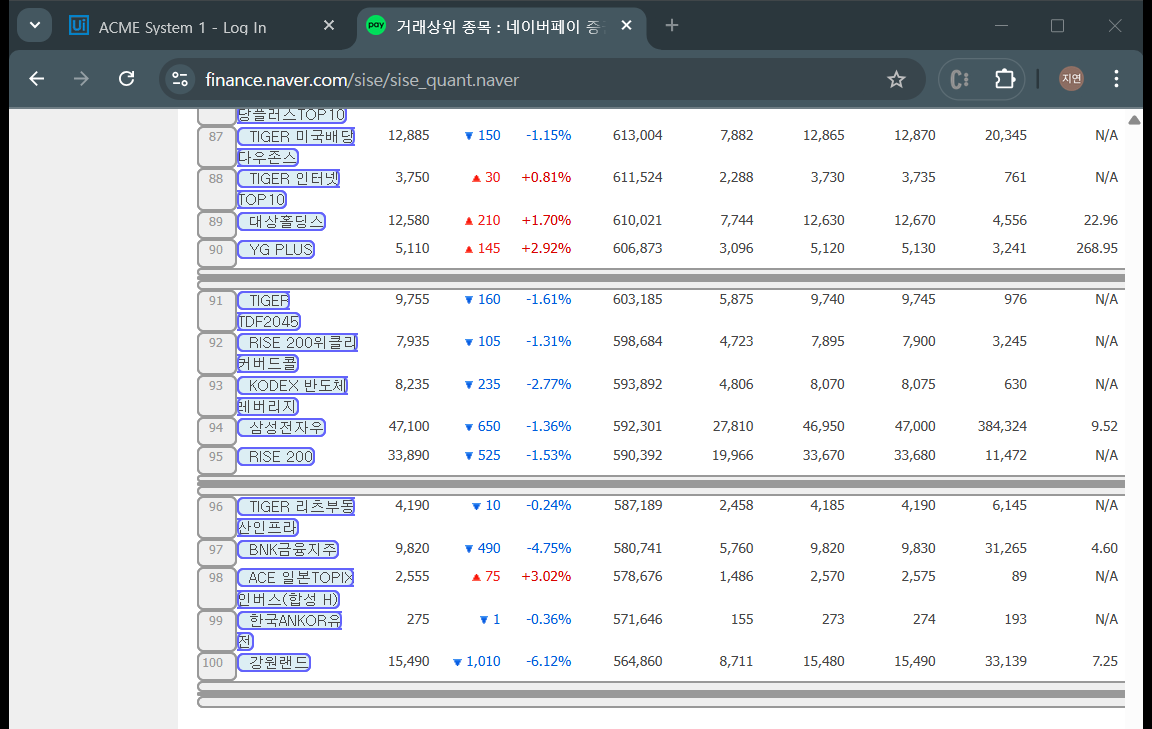 ACME System 1 - Log In
거래상위 종목 : 네이버페이 증
finance.naver.com/sise/sise_quant.naver
지연
당플러스TOP10
87 TIGER 미국배당 12,885 ▼ 150 -1.15% 613,004 7,882 12,865 12,870 20,345 N/A
다우존스
88 TIGER 인터넷 3,750 ▲ 30 +0.81% 611,524 2,288 3,730 3,735 761 N/A
TOP10
89 대상홀딩스 12,580 ▲ 210 +1.70% 610,021 7,744 12,630 12,670 4,556 22.96
90 YG PLUS 5,110 ▲ 145 +2.92% 606,873 3,096 5,120 5,130 3,241 268.95
91 TIGER 9,755 ▼ 160 -1.61% 603,185 5,875 9,740 9,745 976 N/A
TDF2045
92 RISE 200위클리 7,935 ▼ 105 -1.31% 598,684 4,723 7,895 7,900 3,245 N/A
커버드콜
93 KODEX 반도체 8,235 ▼ 235 -2.77% 593,892 4,806 8,070 8,075 630 N/A
레버리지
94 삼성전자우 47,100 ▼ 650 -1.36% 592,301 27,810 46,950 47,000 384,324 9.52
95 RISE 200 33,890 ▼ 525 -1.53% 590,392 19,966 33,670 33,680 11,472 N/A
96 TIGER 리츠부동 4,190 ▼ 10 -0.24% 587,189 2,458 4,185 4,190 6,145 N/A
산인프라
97 BNK금융지주 9,820 ▼ 490 -4.75% 580,741 5,760 9,820 9,830 31,265 4.60
98 ACE 일본TOPIX 2,555 ▲ 75 +3.02% 578,676 1,486 2,570 2,575 89 N/A
인버스(합성 H)
99 한국ANKOR유 275 ▼ 1 -0.36% 571,646 155 273 274 193 N/A
전
100 강원랜드 15,490 ▼ 1,010 -6.12% 564,860 8,711 15,480 15,490 33,139 7.25